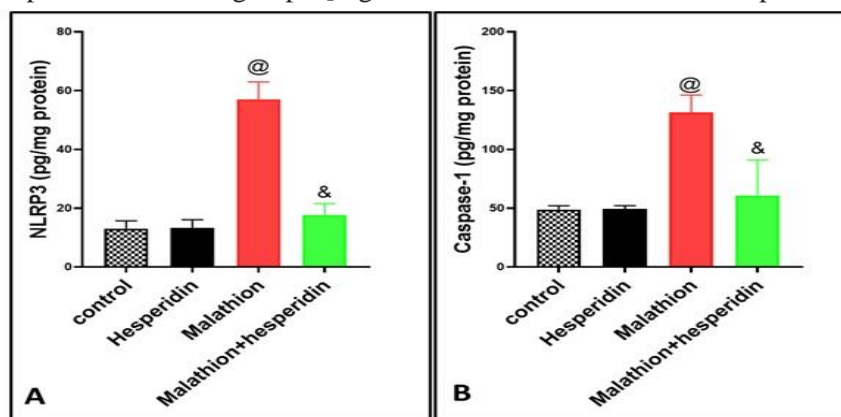 80
60
40
20
0
NLRP3 (pg/mg protein)
@
&
control
Hesperidin
Malathion
Malathion+hesperidin
A
200
150
100
50
0
Caspase-1 (pg/mg protein)
@
&
control
Hesperidin
Malathion
Malathion+hesperidin
B